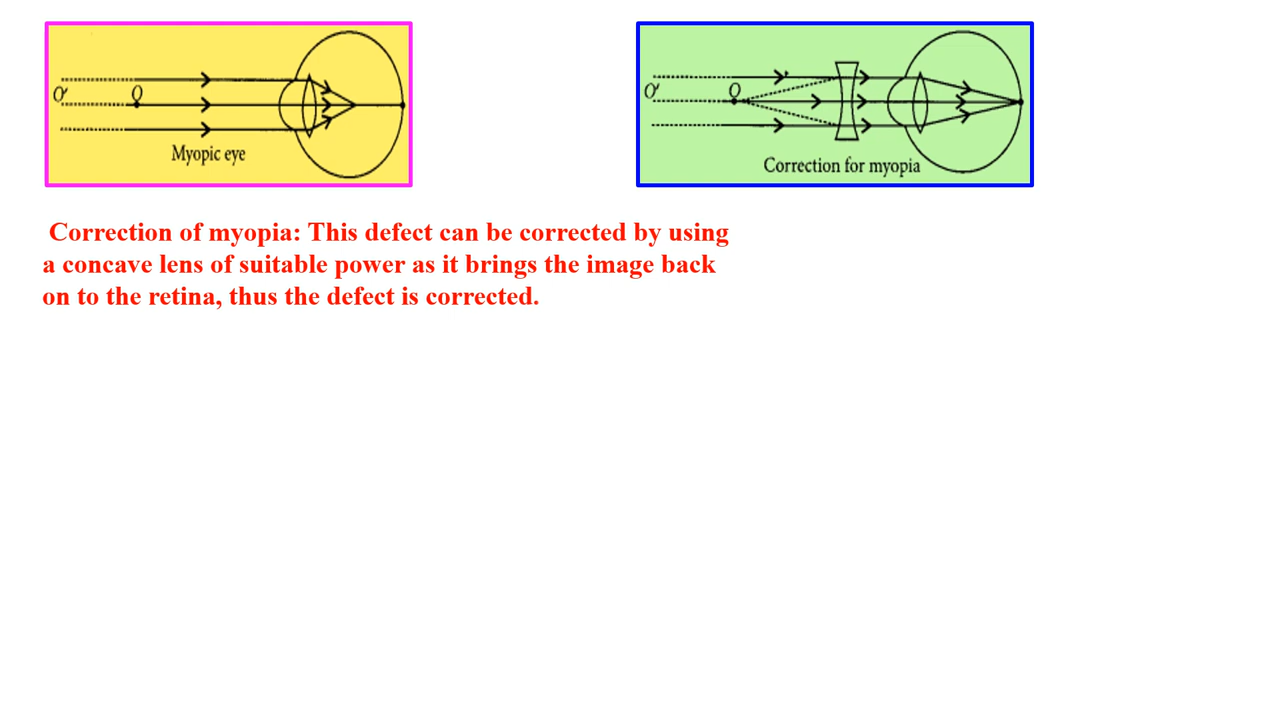 O'
O
Myopic eye
O'
O
Correction for myopia
Correction of myopia: This defect can be corrected by using
a concave lens of suitable power as it brings the image back
on to the retina, thus the defect is corrected.